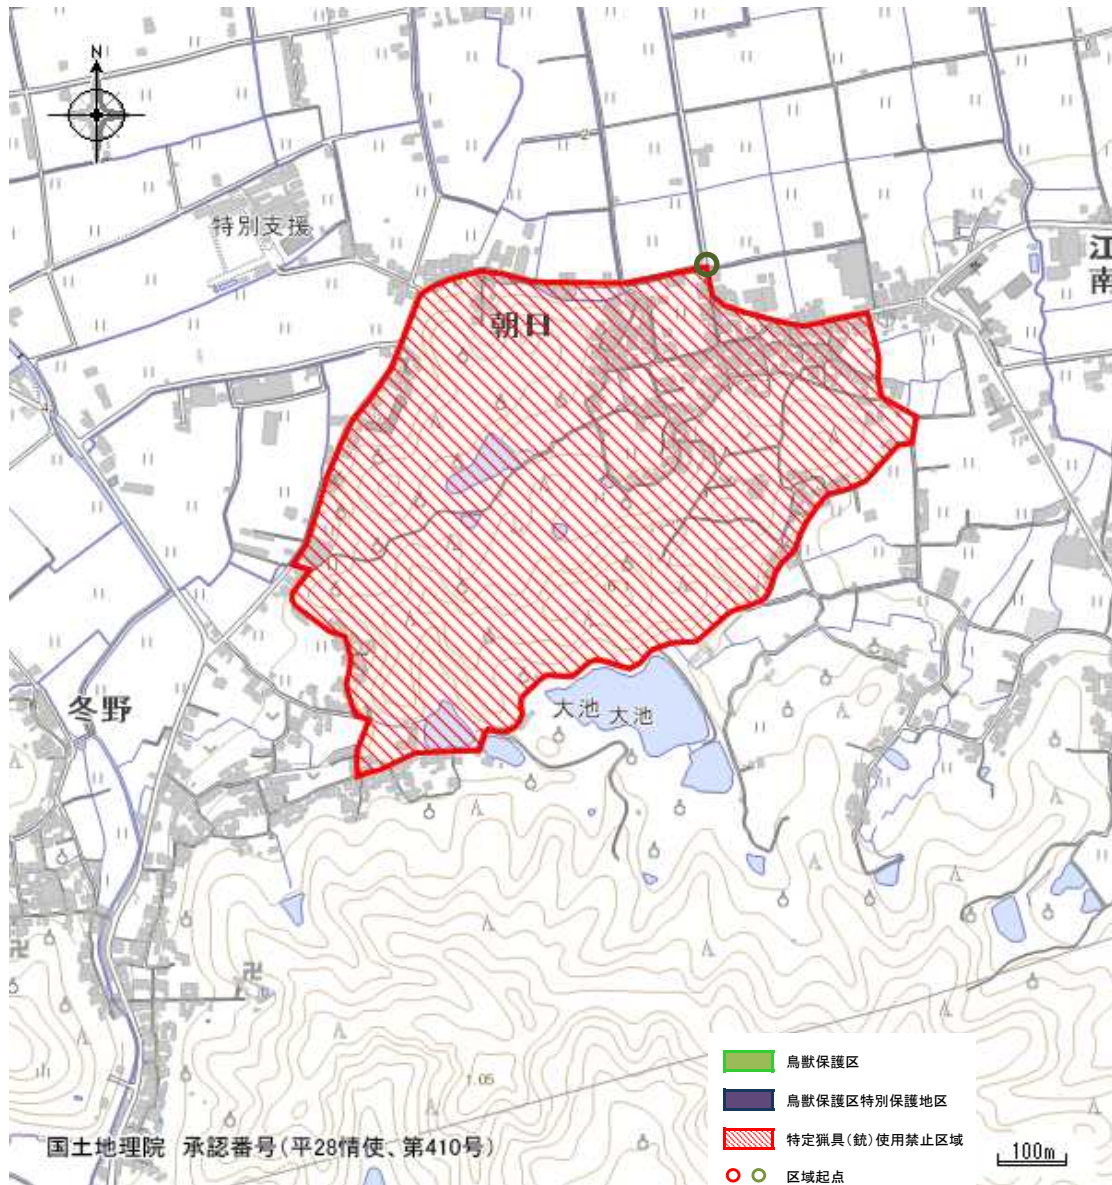 N
2
特別支援
江南
朝日
冬野
大池 大池
鳥獣保護区
鳥獣保護区特別保護地区
特定猟具(銃)使用禁止区域
区域起点
国土地理院 承認番号(平28情使、第410号)
100m